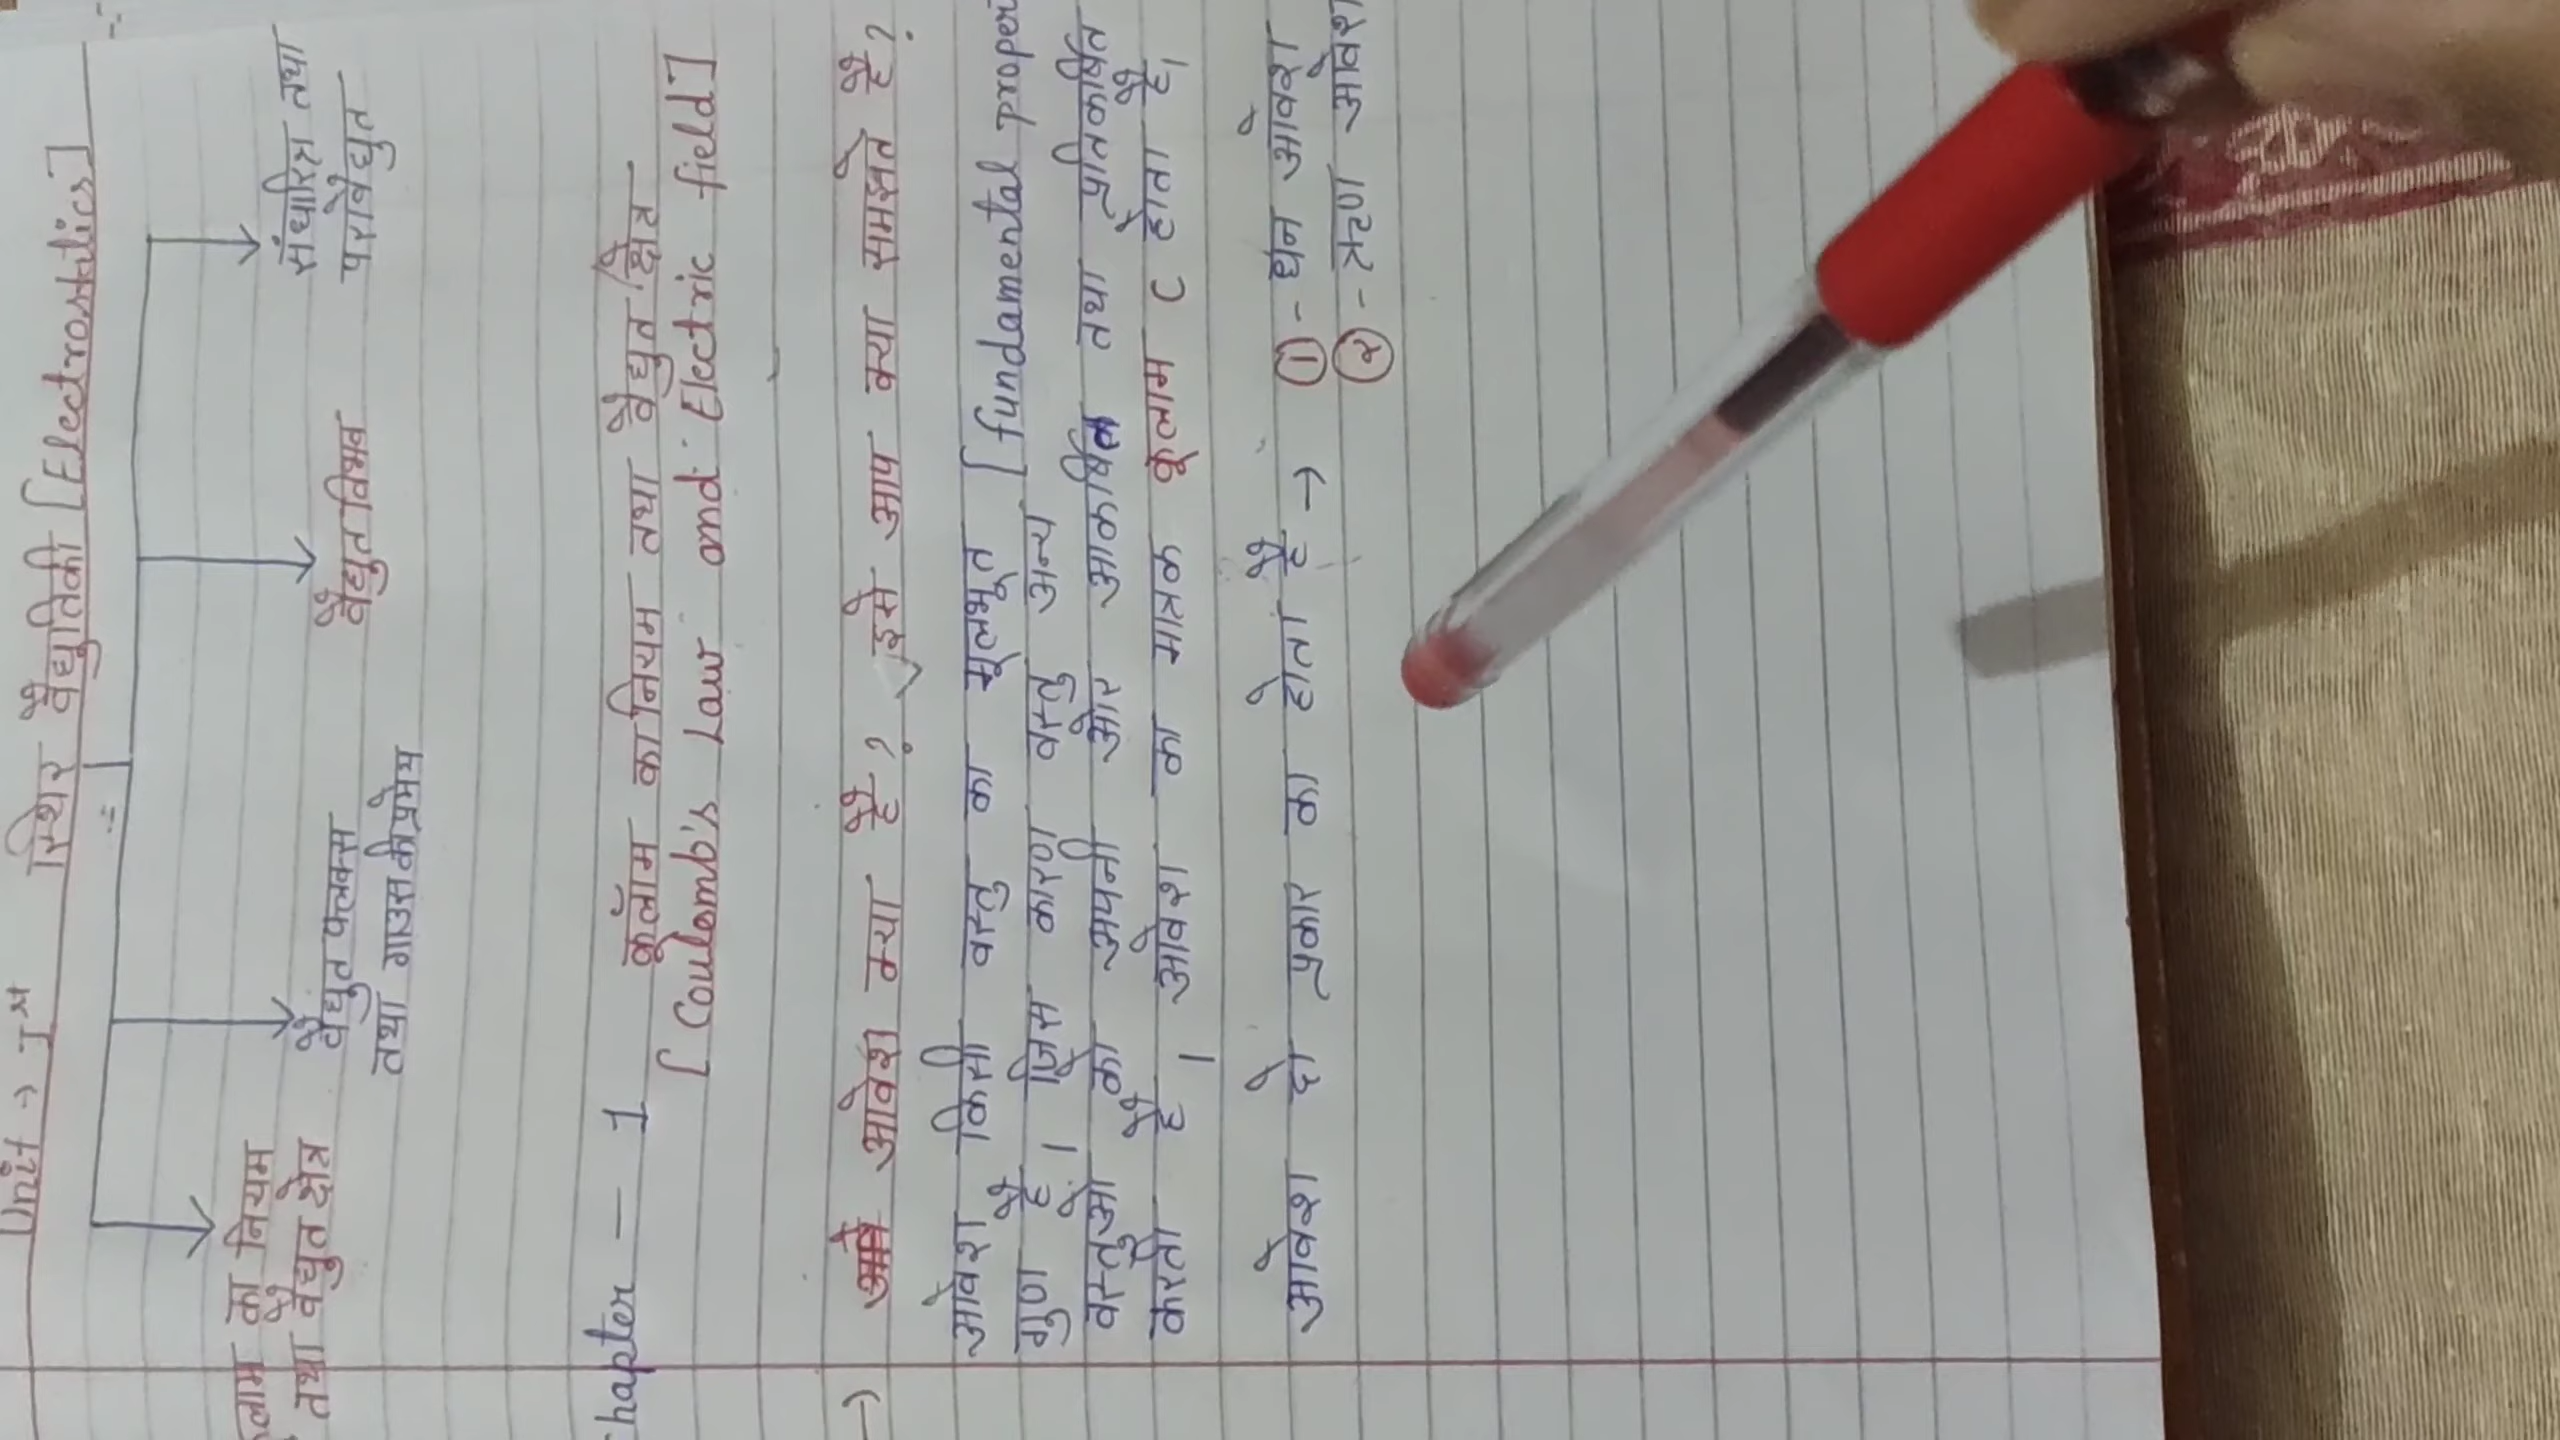 Unit → I स्थिर वैद्युतिकी [Electrostatics]
का नियम
तथा वैद्युत क्षेत्र
वैद्युत फ्लक्स
तथा गाउस की प्रमेय
वैद्युत विभव
संधारित्र तथा
परावैद्युत
hapter – 1 कूलॉम का नियम तथा वैद्युत क्षेत्र
[Coulomb's Law and Electric field]
→ आवेश क्या है? इसे आप क्या समझते है?
आवेश किसी वस्तु का मूलभूत [fundamental proper
गुण है। जिस कारण वस्तु अन्य
वस्तुओं को अपनी ओर आकर्षित तथा प्रतिकर्षित
करती है। आवेश का मात्रक कूलाम C होता है।
आवेश दो प्रकार का होता है → ① - धन आवेश
② - ऋण आवेश